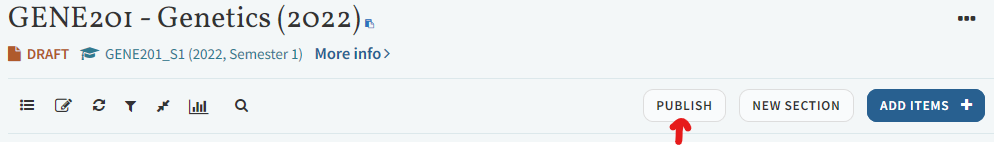 GENE201 - Genetics (2022)
DRAFT GENE201_S1 (2022, Semester 1) More info >
PUBLISH NEW SECTION ADD ITEMS +